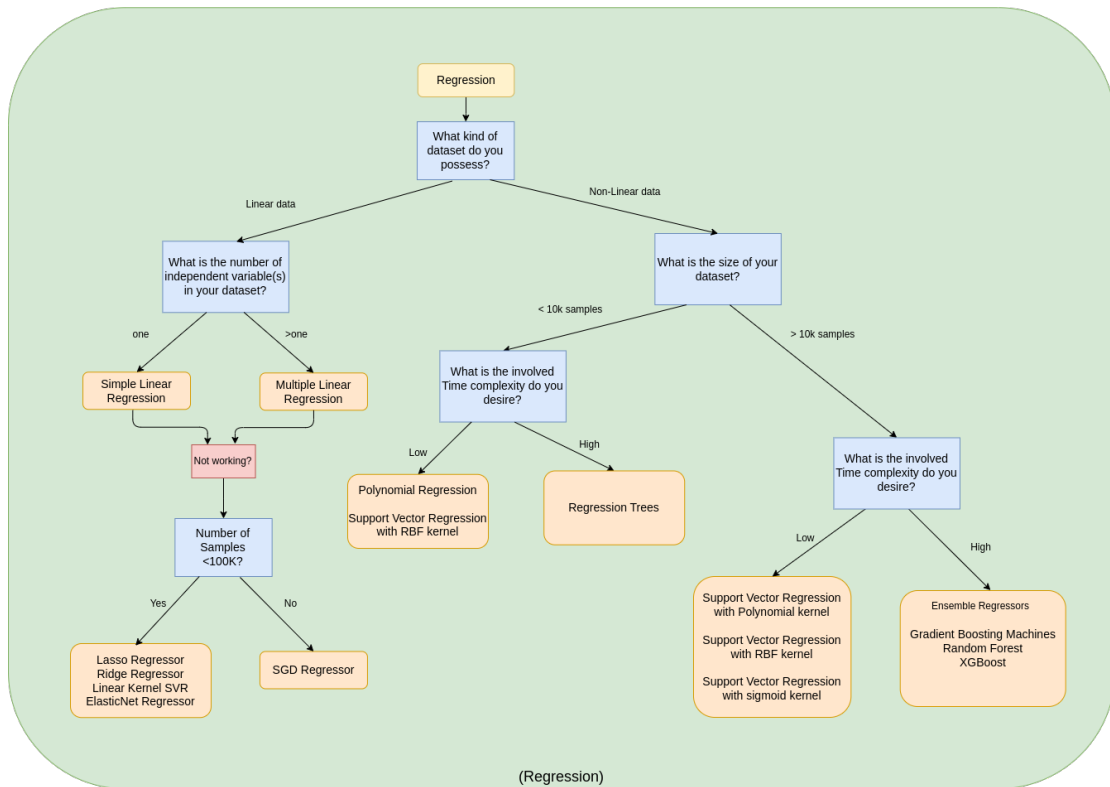 Regression
What kind of
dataset do you
possess?
Linear data
Non-Linear data
What is the number of
independent variable(s)
in your dataset?
What is the size of your
dataset?
one
>one
< 10k samples
> 10k samples
Simple Linear
Regression
Multiple Linear
Regression
What is the involved
Time complexity do you
desire?
Not working?
Low
High
What is the involved
Time complexity do you
desire?
Polynomial Regression
Support Vector Regression
with RBF kernel
Regression Trees
Number of
Samples
<100K?
Low
High
Yes
No
Support Vector Regression
with Polynomial kernel
Support Vector Regression
with RBF kernel
Support Vector Regression
with sigmoid kernel
Ensemble Regressors
Gradient Boosting Machines
Random Forest
XGBoost
Lasso Regressor
Ridge Regressor
Linear Kernel SVR
ElasticNet Regressor
SGD Regressor
(Regression)